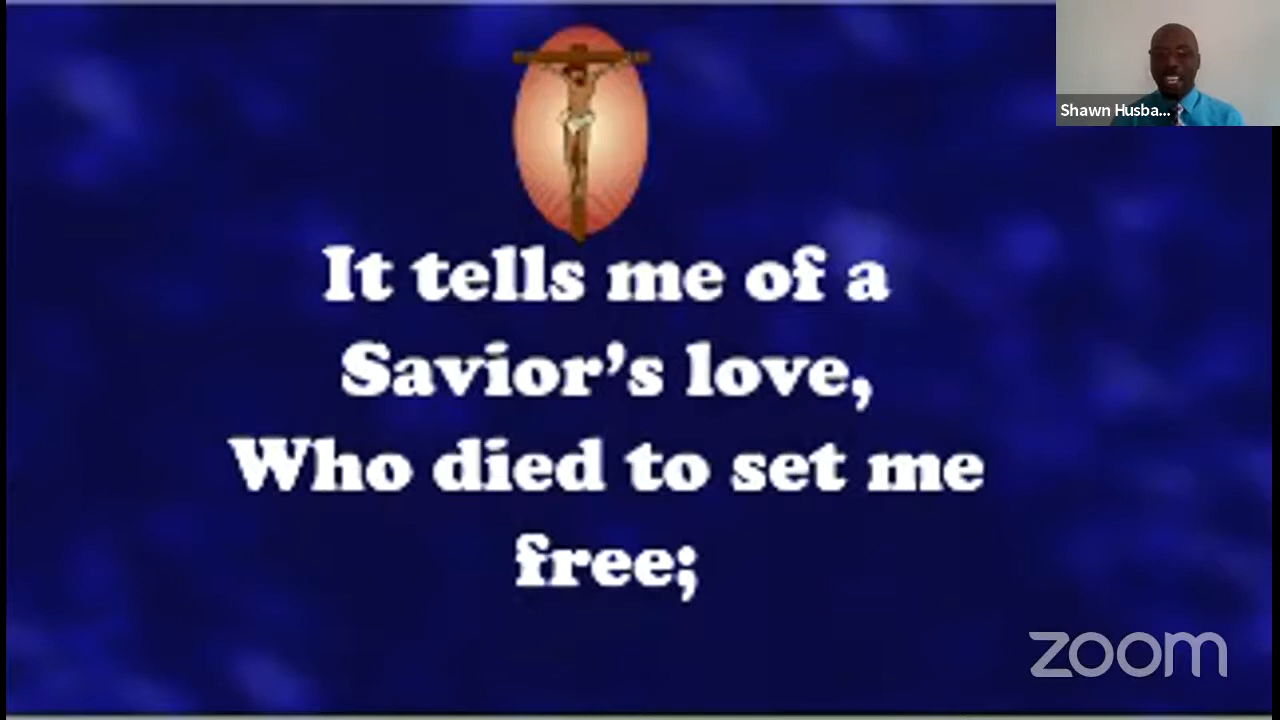 Shawn Husba...
It tells me of a
Savior’s love,
Who died to set me
free;
zoom